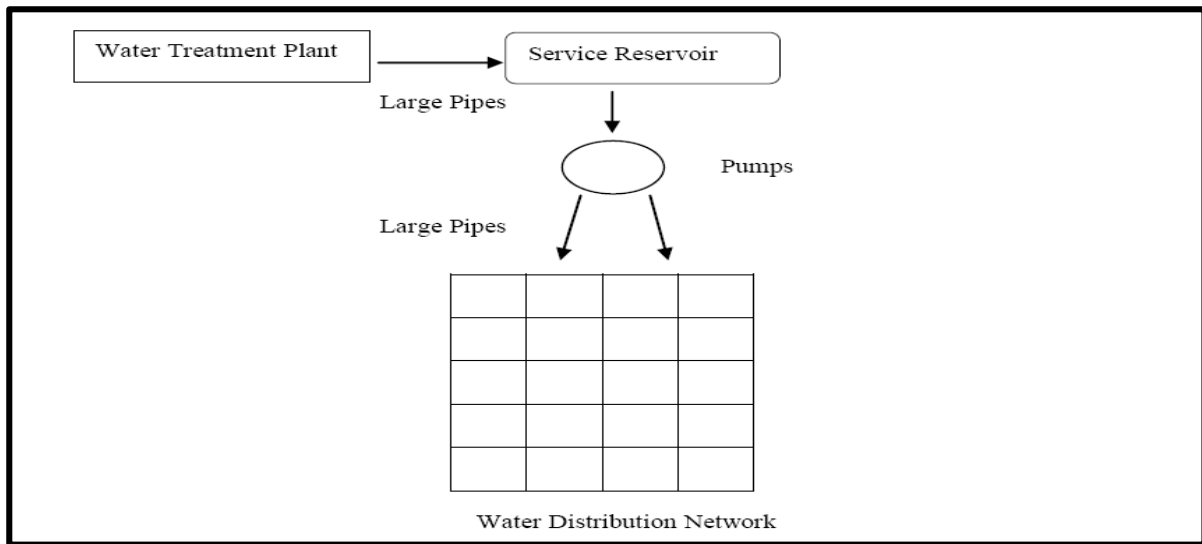 Water Treatment Plant
Service Reservoir
Large Pipes
Pumps
Large Pipes
Water Distribution Network